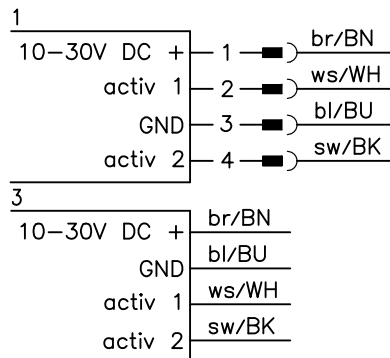 1
10-30V DC + 1 br/BN
activ 1 2 ws/WH
GND 3 bl/BU
activ 2 4 sw/BK
3
10-30V DC + br/BN
GND bl/BU
activ 1 ws/WH
activ 2 sw/BK